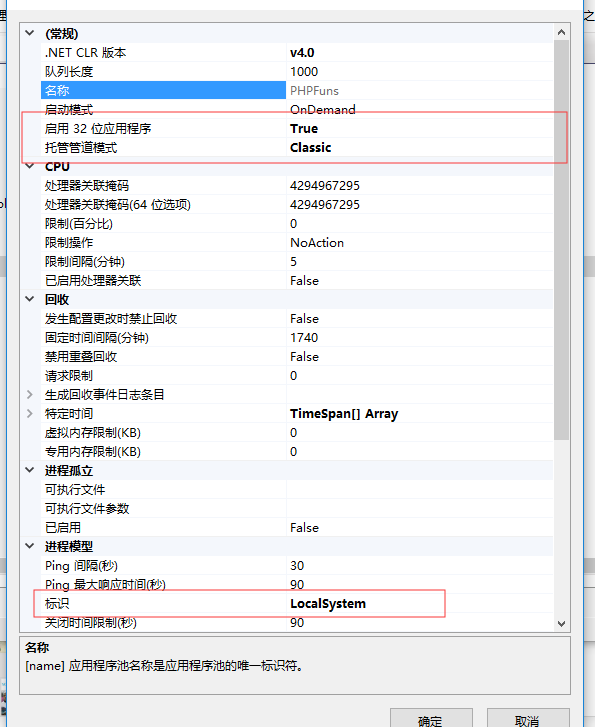 (常规)
.NET CLR 版本 v4.0
队列长度 1000
名称 PHPFuns
启动模式 OnDemand
启用 32 位应用程序 True
托管管道模式 Classic
CPU
处理器关联掩码 4294967295
处理器关联掩码(64 位选项) 4294967295
限制(百分比) 0
限制操作 NoAction
限制间隔(分钟) 5
已启用处理器关联 False
回收
发生配置更改时禁止回收 False
固定时间间隔(分钟) 1740
禁用重叠回收 False
请求限制 0
生成回收事件日志条目
特定时间 TimeSpan[] Array
虚拟内存限制(KB) 0
专用内存限制(KB) 0
进程孤立
可执行文件
可执行文件参数
已启用 False
进程模型
Ping 间隔(秒) 30
Ping 最大响应时间(秒) 90
标识 LocalSystem
关闭时间限制(秒) 90
名称
[name] 应用程序池名称是应用程序池的唯一标识符。
确定 取消